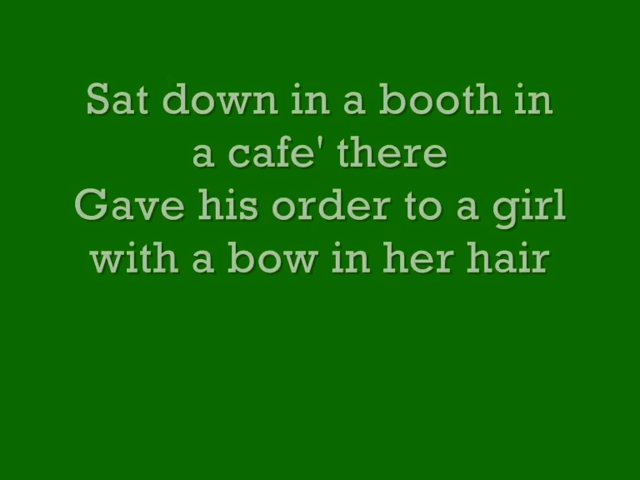 Sat down in a booth in
a cafe' there
Gave his order to a girl
with a bow in her hair